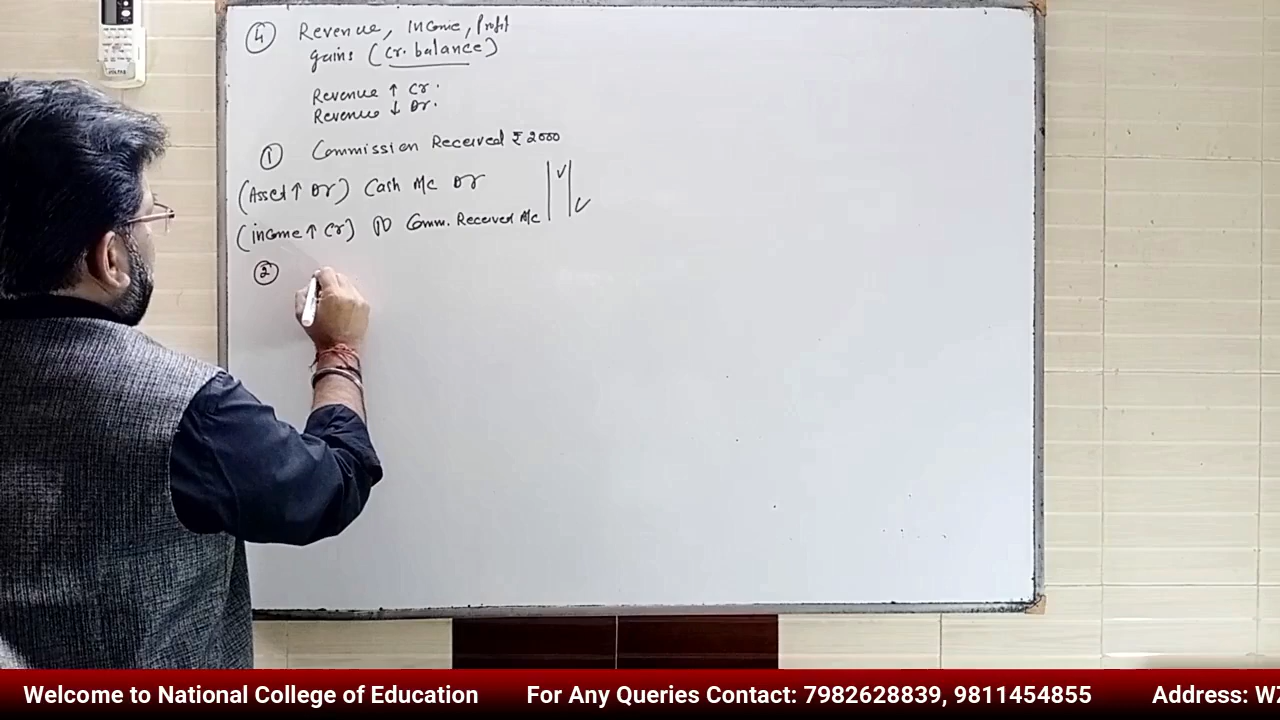 ④ Revenue, Income, Profit
gains (Cr. balance)
Revenue ↑ Cr.
Revenue ↓ Dr.
① Commission Received ₹ 2000
(Asset ↑ Dr) Cash A/c Dr
(income ↑ Cr) To Comm. Received A/c
②
Welcome to National College of Education For Any Queries Contact: 7982628839, 9811454855 Address: WZ